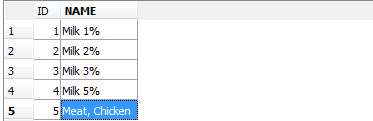 ID NAME
1 1 Milk 1%
2 2 Milk 2%
3 3 Milk 3%
4 4 Milk 5%
5 5 Meat, Chicken